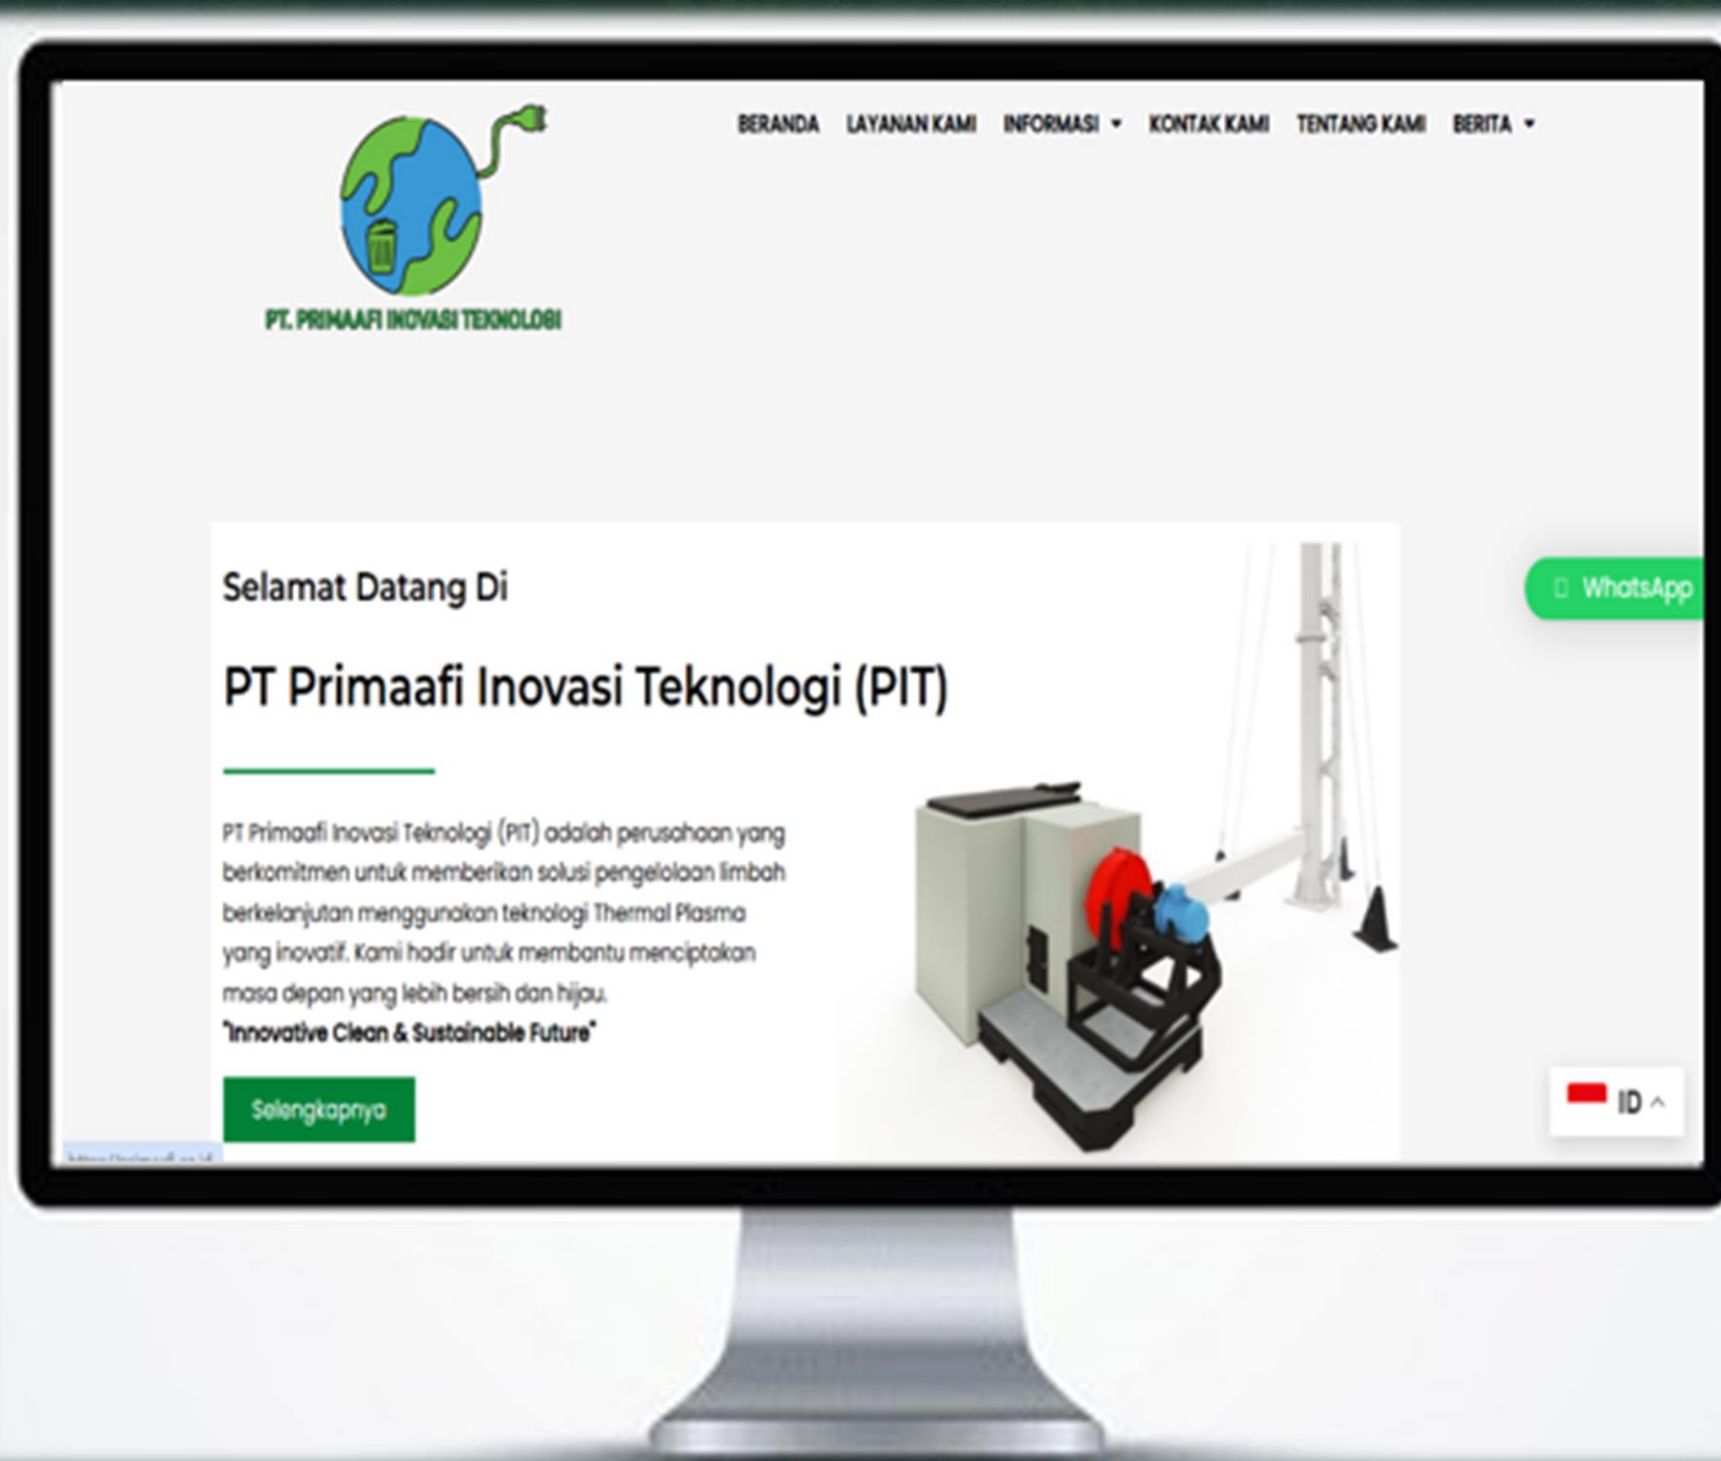 BERANDA LAYANAN KAMI INFORMASI KONTAK KAMI TENTANG KAMI BERITA
PT. PRIMAAFI INOVASI TEKNOLOGI
Selamat Datang Di
WhatsApp
PT Primaafi Inovasi Teknologi (PIT)
PT Primaafi Inovasi Teknologi (PIT) adalah perusahaan yang
berkomitmen untuk memberikan solusi pengelolaan limbah
berkelanjutan menggunakan teknologi Thermal Plasma
yang inovatif. Kami hadir untuk membantu menciptakan
masa depan yang lebih bersih dan hijau.
"Innovative Clean & Sustainable Future"
Selengkapnya
ID